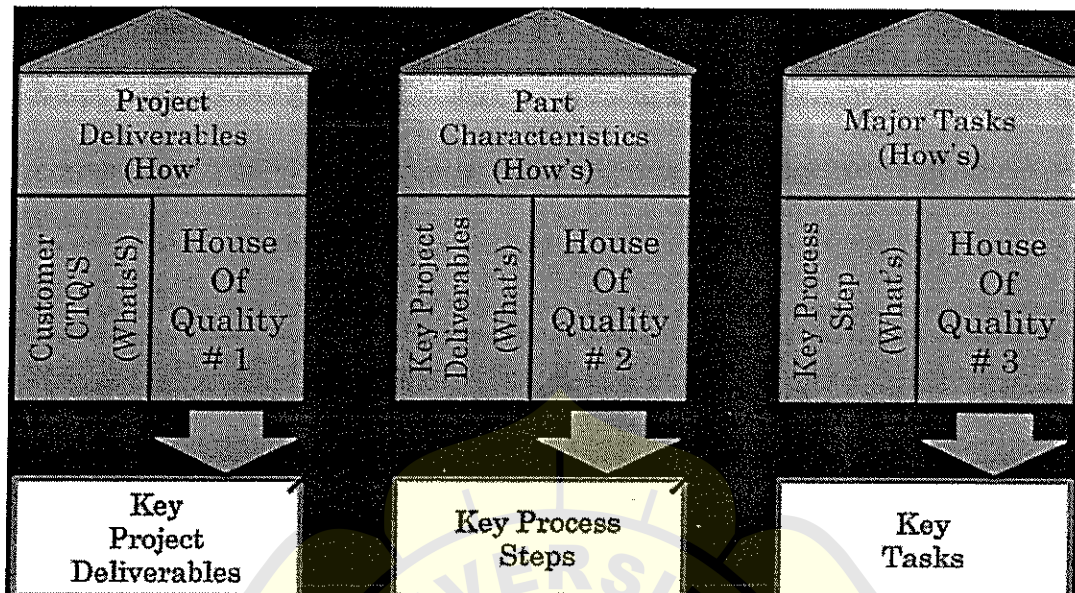 Project
Deliverables
(How'
Customer
CTQ'S
(Whats'S)
House
Of
Quality
# 1
Key
Project
Deliverables
Part
Characteristics
(How's)
Key Project
Deliverables
(What's)
House
Of
Quality
# 2
Key Process
Steps
Major Tasks
(How's)
Key Process
Step
(What's)
House
Of
Quality
# 3
Key
Tasks
VERS